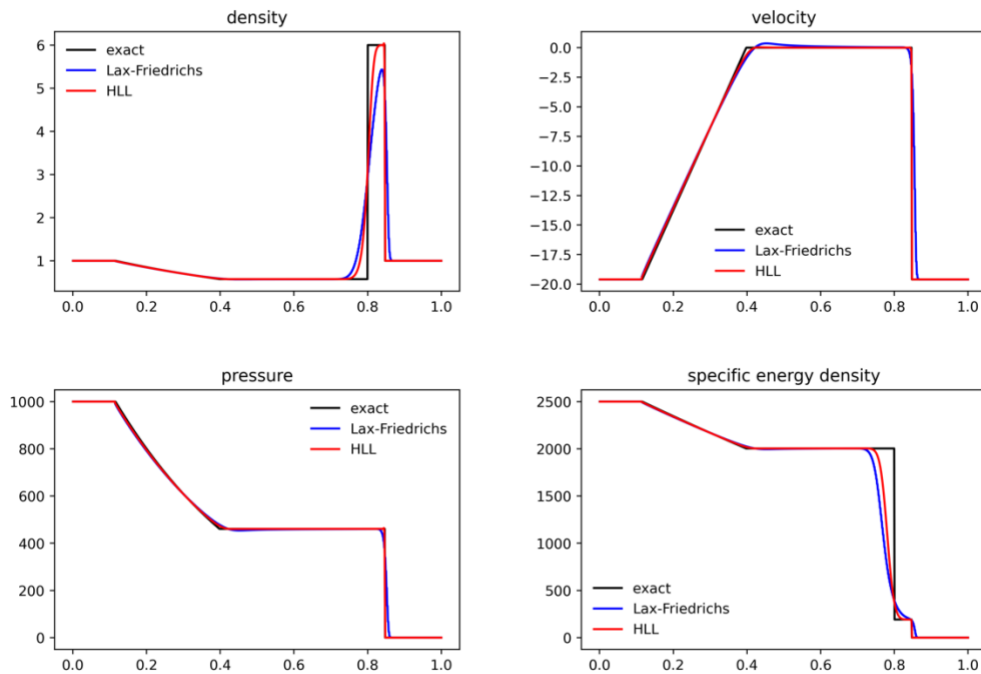 density
6
5
4
3
2
1
exact
Lax-Friedrichs
HLL
0.0 0.2 0.4 0.6 0.8 1.0
velocity
0.0
−2.5
−5.0
−7.5
−10.0
−12.5
−15.0
−17.5
−20.0
exact
Lax-Friedrichs
HLL
0.0 0.2 0.4 0.6 0.8 1.0
pressure
1000
800
600
400
200
0
exact
Lax-Friedrichs
HLL
0.0 0.2 0.4 0.6 0.8 1.0
specific energy density
2500
2000
1500
1000
500
0
exact
Lax-Friedrichs
HLL
0.0 0.2 0.4 0.6 0.8 1.0